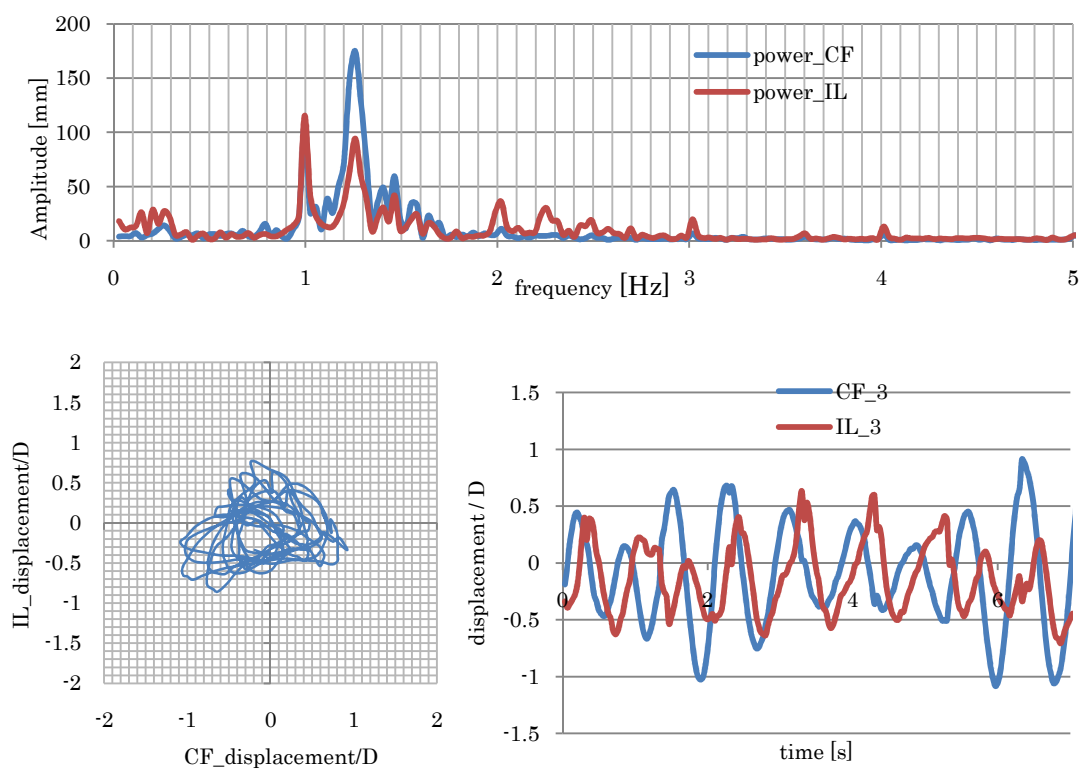 200
150
100
50
0
Amplitude [mm]
power_CF
power_IL
0 1 2 3 4 5
frequency [Hz]
2
1.5
1
0.5
0
-0.5
-1
-1.5
-2
IL_displacement/D
-2 -1 0 1 2
CF_displacement/D
1.5
1
0.5
0
-0.5
-1
-1.5
displacement / D
CF_3
IL_3
0 2 4 6
time [s]